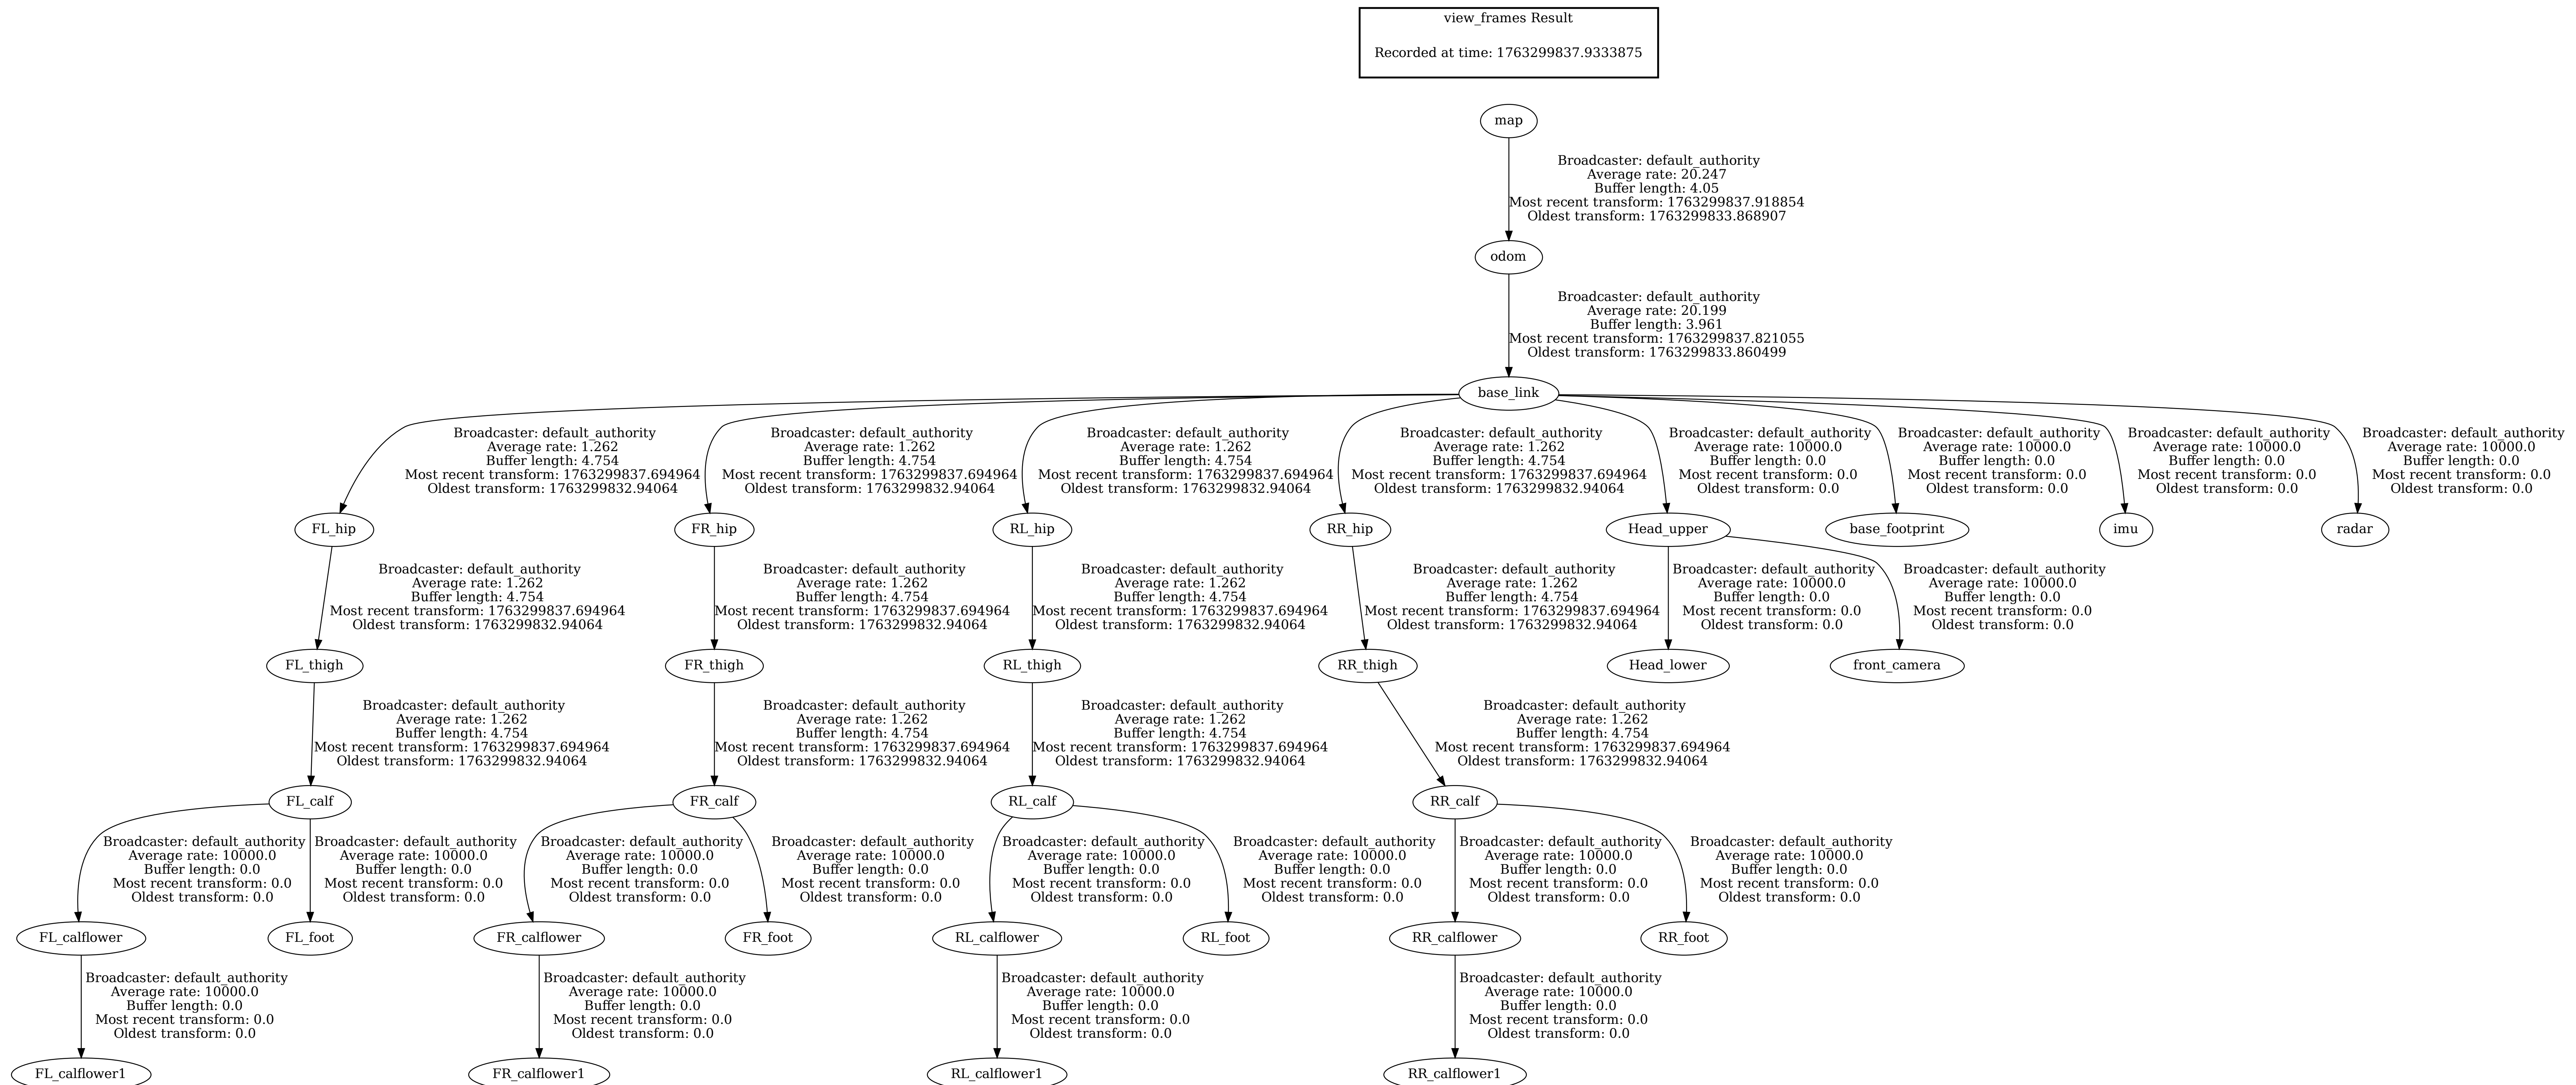 view_frames Result
Recorded at time: 1763299837.9333875
map
Broadcaster: default_authority
Average rate: 20.247
Buffer length: 4.05
Most recent transform: 1763299837.918854
Oldest transform: 1763299833.868907
odom
Broadcaster: default_authority
Average rate: 20.199
Buffer length: 3.961
Most recent transform: 1763299837.821055
Oldest transform: 1763299833.860499
base_link
Broadcaster: default_authority
Average rate: 1.262
Buffer length: 4.754
Most recent transform: 1763299837.694964
Oldest transform: 1763299832.94064
Broadcaster: default_authority
Average rate: 1.262
Buffer length: 4.754
Most recent transform: 1763299837.694964
Oldest transform: 1763299832.94064
Broadcaster: default_authority
Average rate: 1.262
Buffer length: 4.754
Most recent transform: 1763299837.694964
Oldest transform: 1763299832.94064
Broadcaster: default_authority
Average rate: 1.262
Buffer length: 4.754
Most recent transform: 1763299837.694964
Oldest transform: 1763299832.94064
Broadcaster: default_authority
Average rate: 10000.0
Buffer length: 0.0
Most recent transform: 0.0
Oldest transform: 0.0
Broadcaster: default_authority
Average rate: 10000.0
Buffer length: 0.0
Most recent transform: 0.0
Oldest transform: 0.0
Broadcaster: default_authority
Average rate: 10000.0
Buffer length: 0.0
Most recent transform: 0.0
Oldest transform: 0.0
Broadcaster: default_authority
Average rate: 10000.0
Buffer length: 0.0
Most recent transform: 0.0
Oldest transform: 0.0
FL_hip
FR_hip
RL_hip
RR_hip
Head_upper
base_footprint
imu
radar
Broadcaster: default_authority
Average rate: 1.262
Buffer length: 4.754
Most recent transform: 1763299837.694964
Oldest transform: 1763299832.94064
Broadcaster: default_authority
Average rate: 1.262
Buffer length: 4.754
Most recent transform: 1763299837.694964
Oldest transform: 1763299832.94064
Broadcaster: default_authority
Average rate: 1.262
Buffer length: 4.754
Most recent transform: 1763299837.694964
Oldest transform: 1763299832.94064
Broadcaster: default_authority
Average rate: 1.262
Buffer length: 4.754
Most recent transform: 1763299837.694964
Oldest transform: 1763299832.94064
Broadcaster: default_authority
Average rate: 10000.0
Buffer length: 0.0
Most recent transform: 0.0
Oldest transform: 0.0
Broadcaster: default_authority
Average rate: 10000.0
Buffer length: 0.0
Most recent transform: 0.0
Oldest transform: 0.0
FL_thigh
FR_thigh
RL_thigh
RR_thigh
Head_lower
front_camera
Broadcaster: default_authority
Average rate: 1.262
Buffer length: 4.754
Most recent transform: 1763299837.694964
Oldest transform: 1763299832.94064
Broadcaster: default_authority
Average rate: 1.262
Buffer length: 4.754
Most recent transform: 1763299837.694964
Oldest transform: 1763299832.94064
Broadcaster: default_authority
Average rate: 1.262
Buffer length: 4.754
Most recent transform: 1763299837.694964
Oldest transform: 1763299832.94064
Broadcaster: default_authority
Average rate: 1.262
Buffer length: 4.754
Most recent transform: 1763299837.694964
Oldest transform: 1763299832.94064
FL_calf
FR_calf
RL_calf
RR_calf
Broadcaster: default_authority
Average rate: 10000.0
Buffer length: 0.0
Most recent transform: 0.0
Oldest transform: 0.0
Broadcaster: default_authority
Average rate: 10000.0
Buffer length: 0.0
Most recent transform: 0.0
Oldest transform: 0.0
Broadcaster: default_authority
Average rate: 10000.0
Buffer length: 0.0
Most recent transform: 0.0
Oldest transform: 0.0
Broadcaster: default_authority
Average rate: 10000.0
Buffer length: 0.0
Most recent transform: 0.0
Oldest transform: 0.0
Broadcaster: default_authority
Average rate: 10000.0
Buffer length: 0.0
Most recent transform: 0.0
Oldest transform: 0.0
Broadcaster: default_authority
Average rate: 10000.0
Buffer length: 0.0
Most recent transform: 0.0
Oldest transform: 0.0
Broadcaster: default_authority
Average rate: 10000.0
Buffer length: 0.0
Most recent transform: 0.0
Oldest transform: 0.0
Broadcaster: default_authority
Average rate: 10000.0
Buffer length: 0.0
Most recent transform: 0.0
Oldest transform: 0.0
FL_calflower
FL_foot
FR_calflower
FR_foot
RL_calflower
RL_foot
RR_calflower
RR_foot
Broadcaster: default_authority
Average rate: 10000.0
Buffer length: 0.0
Most recent transform: 0.0
Oldest transform: 0.0
Broadcaster: default_authority
Average rate: 10000.0
Buffer length: 0.0
Most recent transform: 0.0
Oldest transform: 0.0
Broadcaster: default_authority
Average rate: 10000.0
Buffer length: 0.0
Most recent transform: 0.0
Oldest transform: 0.0
Broadcaster: default_authority
Average rate: 10000.0
Buffer length: 0.0
Most recent transform: 0.0
Oldest transform: 0.0
FL_calflower1
FR_calflower1
RL_calflower1
RR_calflower1